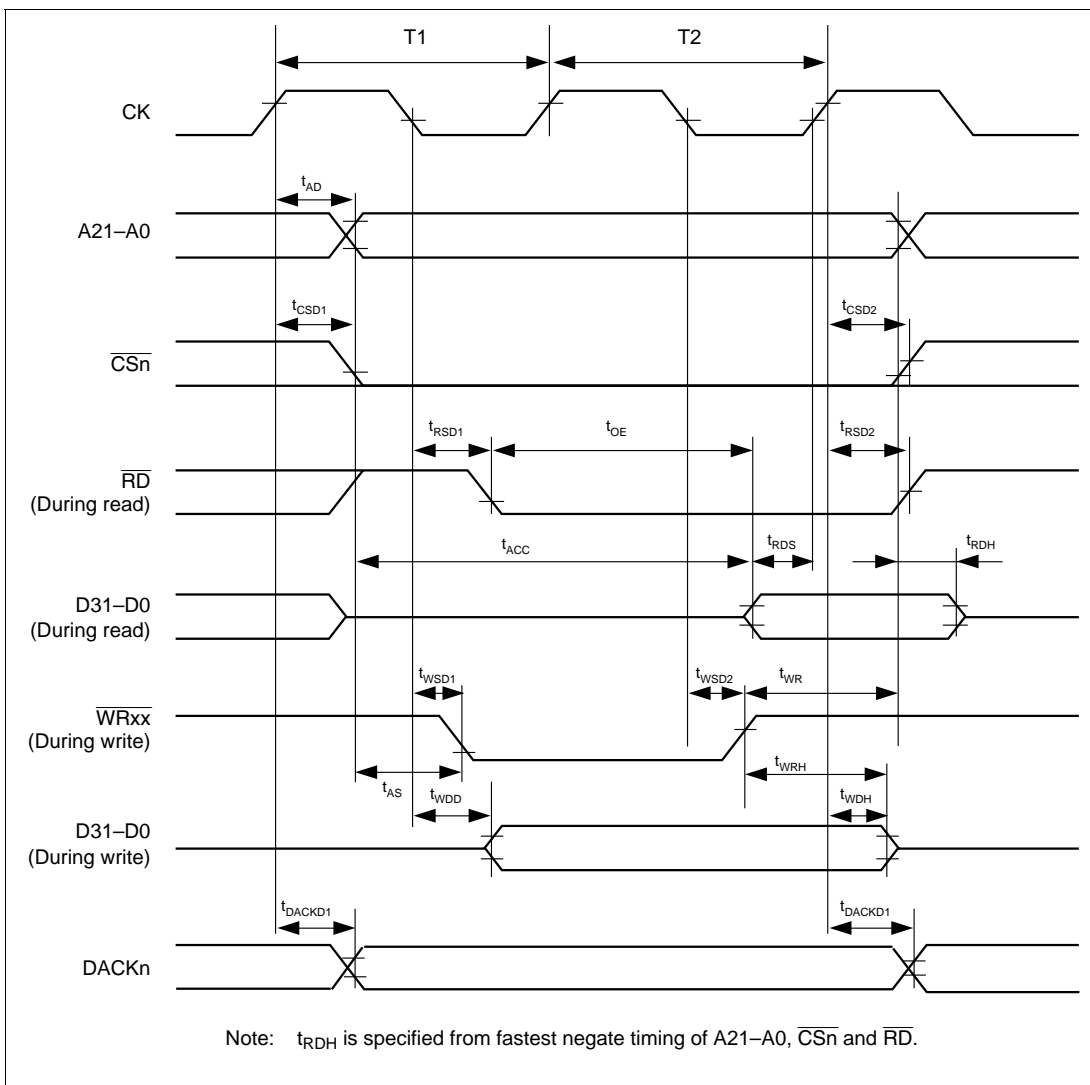 T1 T2
CK
tAD
A21–A0
tCSD1 tCSD2
CSn
tRSD1 tOE tRSD2
RD
(During read)
tACC tRDS tRDH
D31–D0
(During read)
tWSD1 tWSD2 tWR
WRxx
(During write)
tAS tWRH
tWDD tWDH
D31–D0
(During write)
tDACKD1 tDACKD1
DACKn
Note: tRDH is specified from fastest negate timing of A21–A0, CSn and RD.